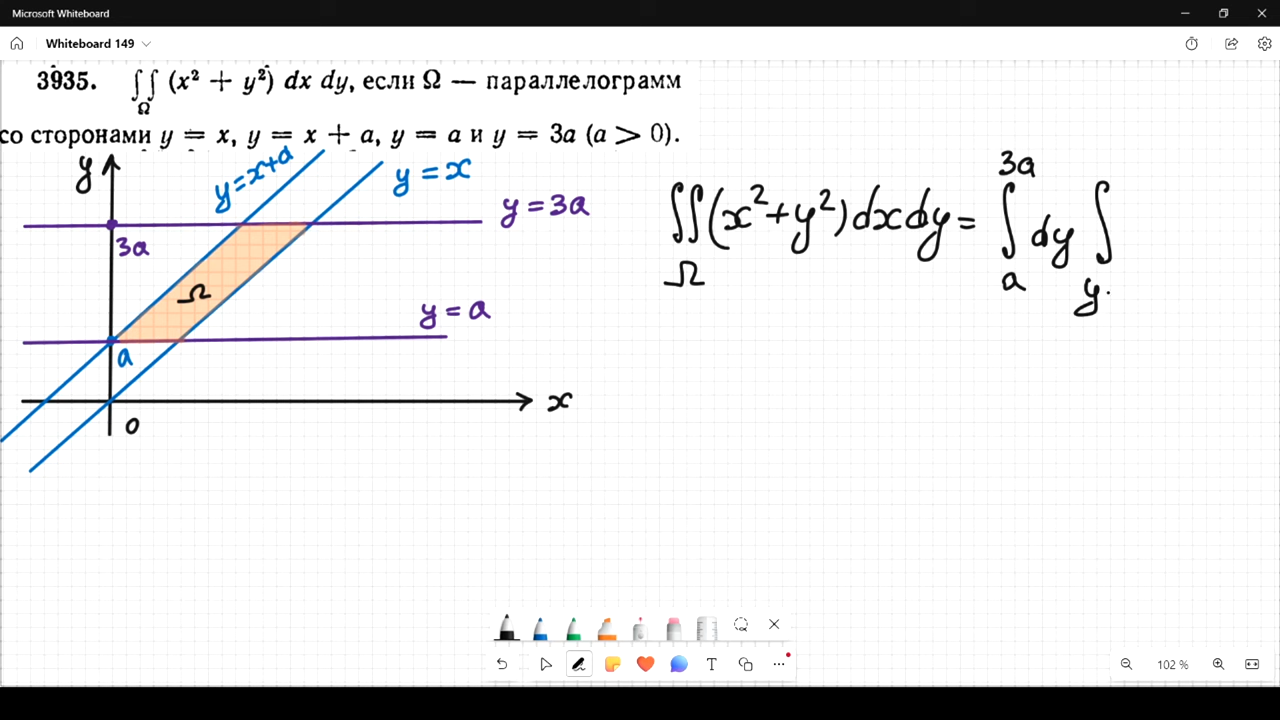 Microsoft Whiteboard
Whiteboard 149
3935. ∬Ω (x² + y²) dx dy, если Ω — параллелограмм
со сторонами y = x, y = x + a, y = a и y = 3a (a > 0).
y
y=x+a
y=x
y=3a
3a
Ω
y=a
a
x
0
∬Ω (x²+y²)dxdy = ∫a3a dy ∫y
102 %